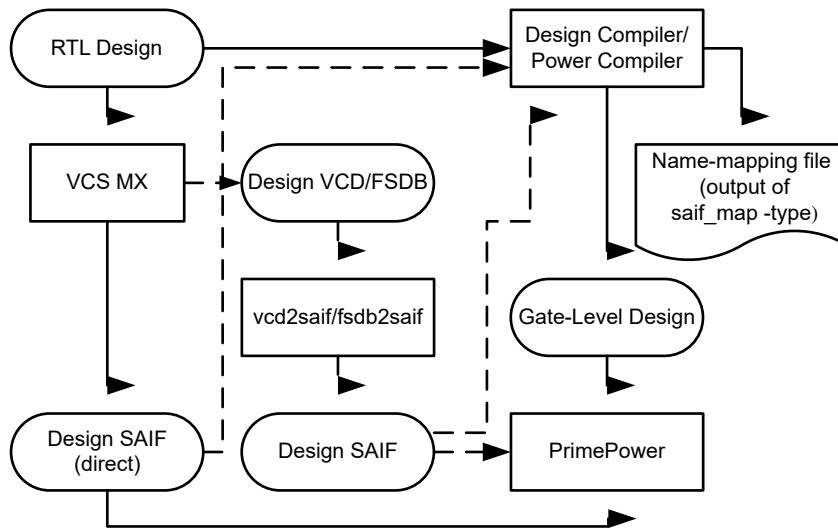 RTL Design
Design Compiler/
Power Compiler
VCS MX
Design VCD/FSDB
Name-mapping file
(output of
saif_map -type)
vcd2saif/fsdb2saif
Gate-Level Design
Design SAIF
(direct)
Design SAIF
PrimePower